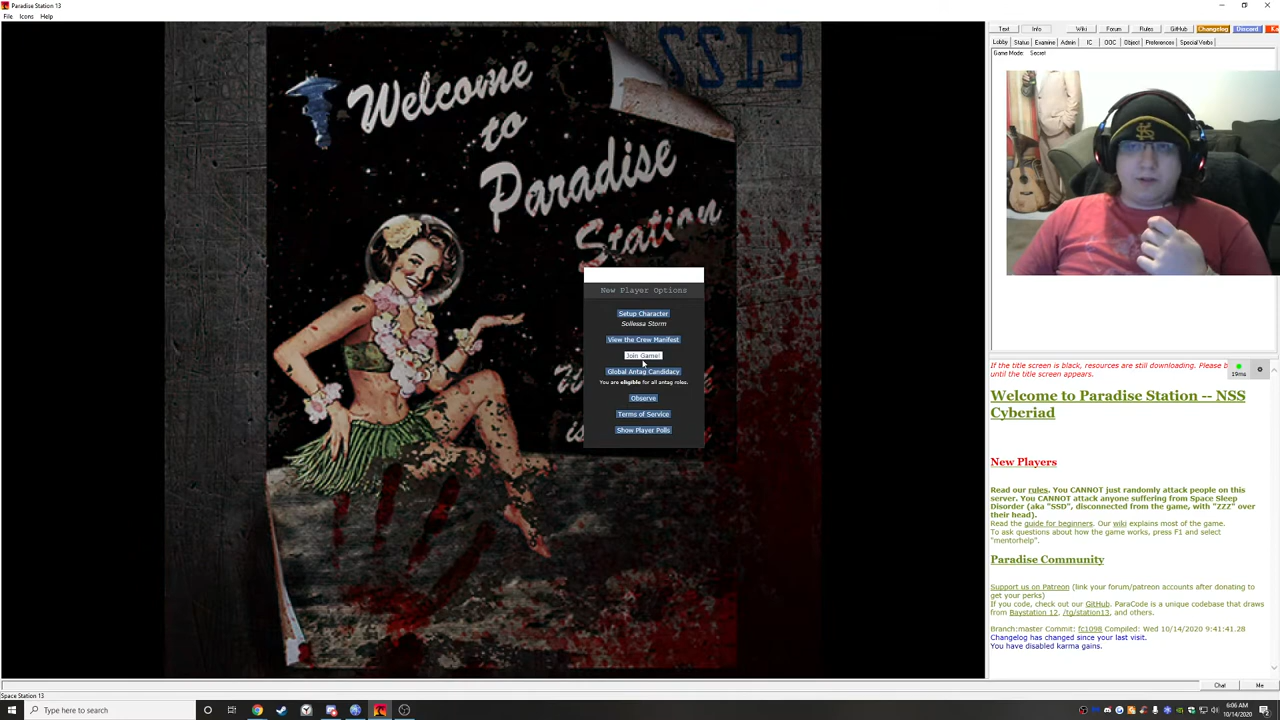 Paradise Station 13
File Icons Help
Welcome
to
Paradise
Station
New Player Options
Setup Character
Sollessa Storm
View the Crew Manifest
Join Game!
Global Antag Candidacy
You are eligible for all antag roles.
Observe
Terms of Service
Show Player Polls
Text Info Wiki Forum Rules GitHub Changelog Discord
Lobby Status Examine Admin IC OOC Object Preferences Special Verbs
Game Mode: Secret
If the title screen is black, resources are still downloading. Please b
until the title screen appears.
19ms
Welcome to Paradise Station -- NSS
Cyberiad
New Players
Read our rules. You CANNOT just randomly attack people on this
server. You CANNOT attack anyone suffering from Space Sleep
Disorder (aka "SSD", disconnected from the game, with "ZZZ" over
their head).
Read the guide for beginners. Our wiki explains most of the game.
To ask questions about how the game works, press F1 and select
"mentorhelp".
Paradise Community
Support us on Patreon (link your forum/patreon accounts after donating to
get your perks)
If you code, check out our GitHub. ParaCode is a unique codebase that draws
from Baystation 12, /tg/station13, and others.
Branch:master Commit: fc1098 Compiled: Wed 10/14/2020 9:41:41.28
Changelog has changed since your last visit.
You have disabled karma gains.
Chat Me
Space Station 13
Type here to search
6:06 AM
10/14/2020